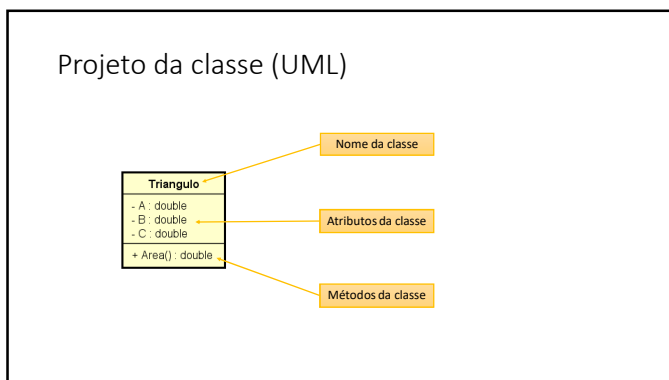 Projeto da classe (UML)
Nome da classe
Triangulo
- A : double
- B : double
- C : double
Atributos da classe
+ Area() : double
Métodos da classe